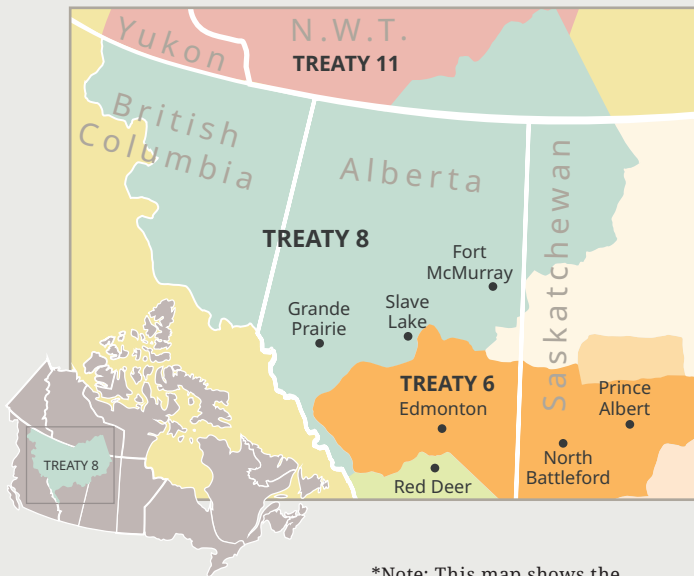 N.W.T.
Yukon
TREATY 11
British
Columbia
Alberta
Saskatchewan
TREATY 8
Fort
McMurray
Slave
Lake
Grande
Prairie
TREATY 6
Edmonton
Prince
Albert
North
Battleford
Red Deer
TREATY 8
*Note: This map shows the